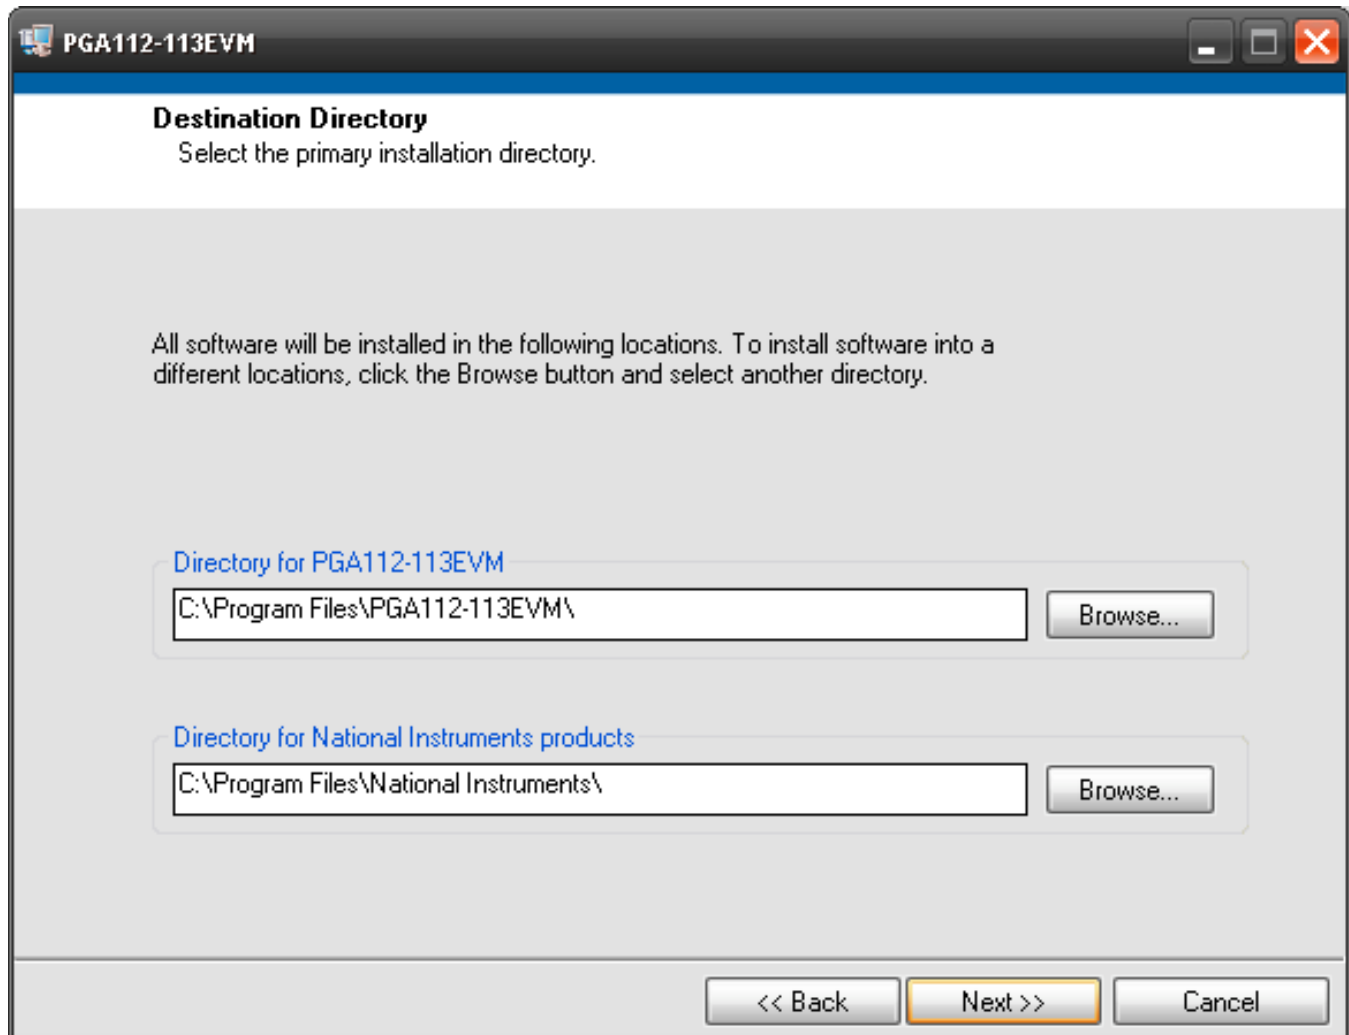 PGA112-113EVM
Destination Directory
Select the primary installation directory.
All software will be installed in the following locations. To install software into a
different locations, click the Browse button and select another directory.
Directory for PGA112-113EVM
C:\Program Files\PGA112-113EVM\
Browse...
Directory for National Instruments products
C:\Program Files\National Instruments\
Browse...
<< Back
Next >>
Cancel